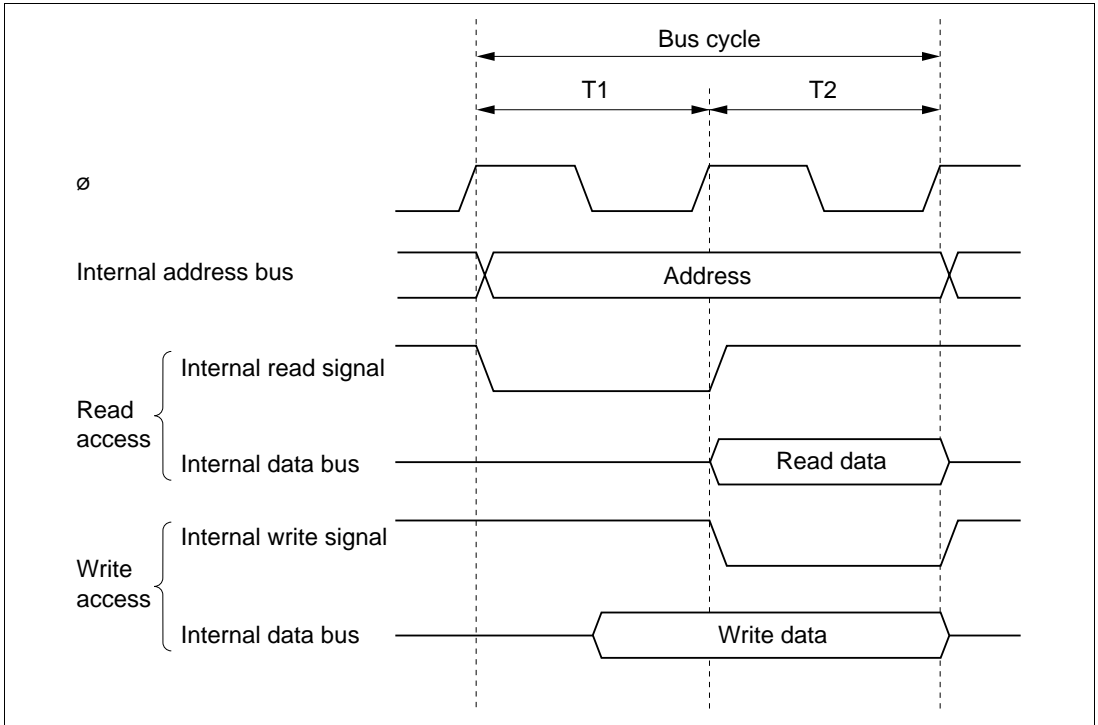 Bus cycle
T1
T2
ø
Internal address bus
Address
Internal read signal
Read
access
Internal data bus
Read data
Internal write signal
Write
access
Internal data bus
Write data